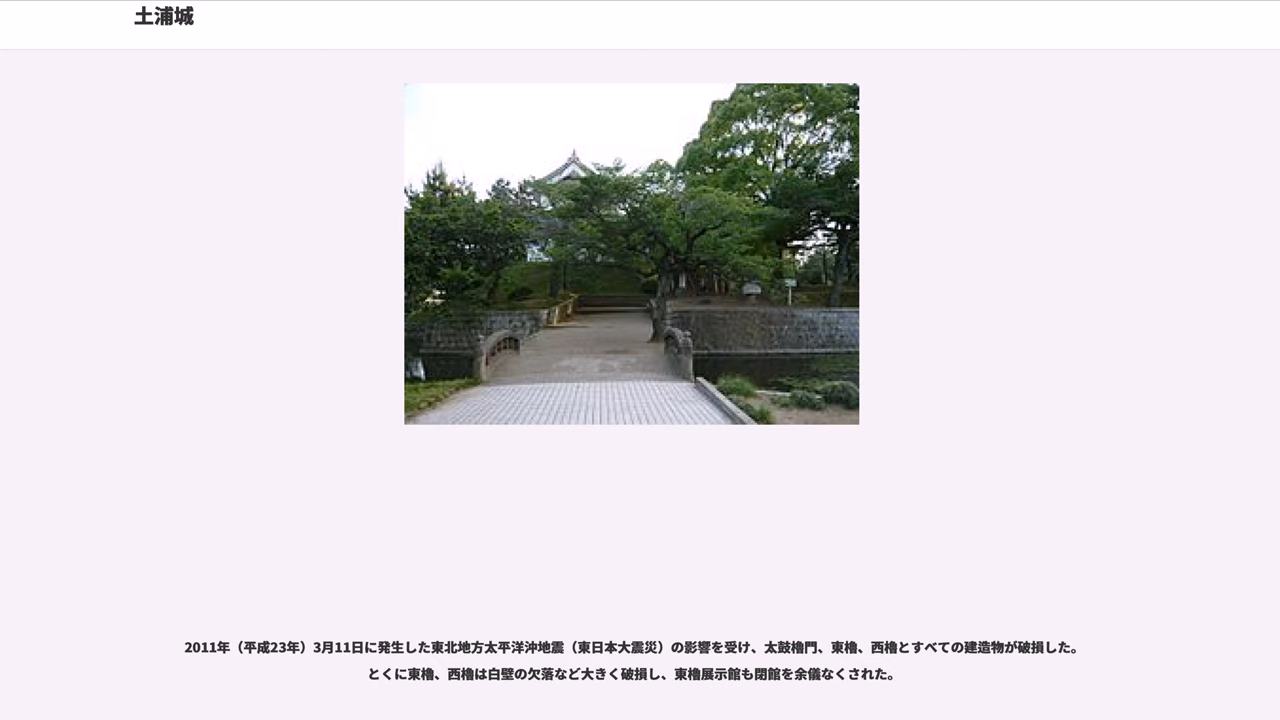 土浦城
2011年（平成23年）3月11日に発生した東北地方太平洋沖地震（東日本大震災）の影響を受け、太鼓櫓門、東櫓、西櫓とすべての建造物が破損した。
とくに東櫓、西櫓は白壁の欠落など大きく破損し、東櫓展示館も閉館を余儀なくされた。